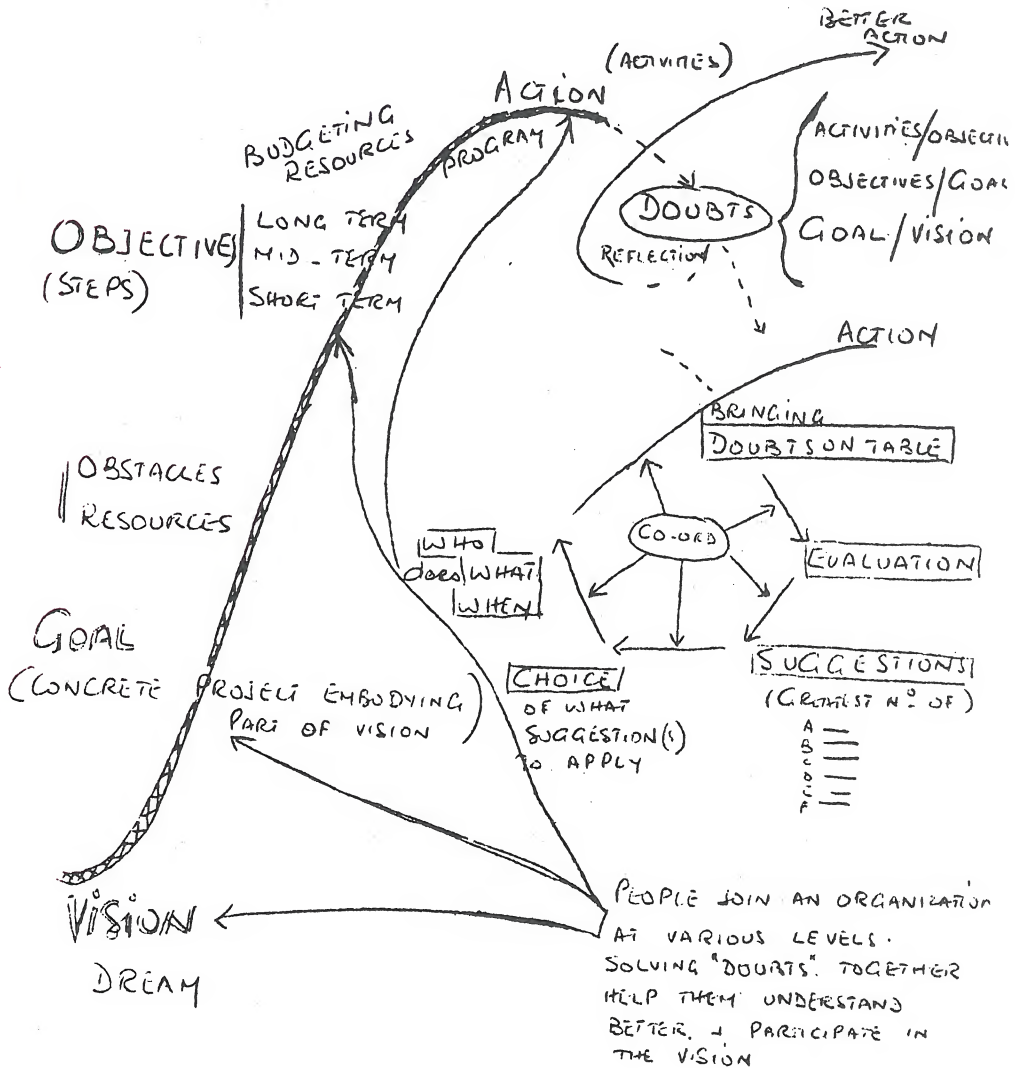 BETTER
ACTION
(ACTIVITIES)
ACTION
BUDGETING
RESOURCES
PROGRAM
ACTIVITIES/OBJECTI
OBJECTIVES/GOAL
GOAL/VISION
DOUBTS
REFLECTION
OBJECTIVES
(STEPS)
LONG TERM
MID-TERM
SHORT TERM
ACTION
BRINGING
DOUBTS ON TABLE
OBSTACLES
RESOURCES
CO-ORD
WHO
does WHAT
WHEN
EVALUATION
GOAL
(CONCRETE PROJECT EMBODYING
PART OF VISION)
CHOICE
OF WHAT
SUGGESTION(S)
TO APPLY
SUGGESTIONS
(GREATEST Nº OF)
A
B
C
D
E
F
VISION
DREAM
PEOPLE JOIN AN ORGANIZATION
AT VARIOUS LEVELS.
SOLVING "DOUBTS". TOGETHER
HELP THEM UNDERSTAND
BETTER, & PARTICIPATE IN
THE VISION